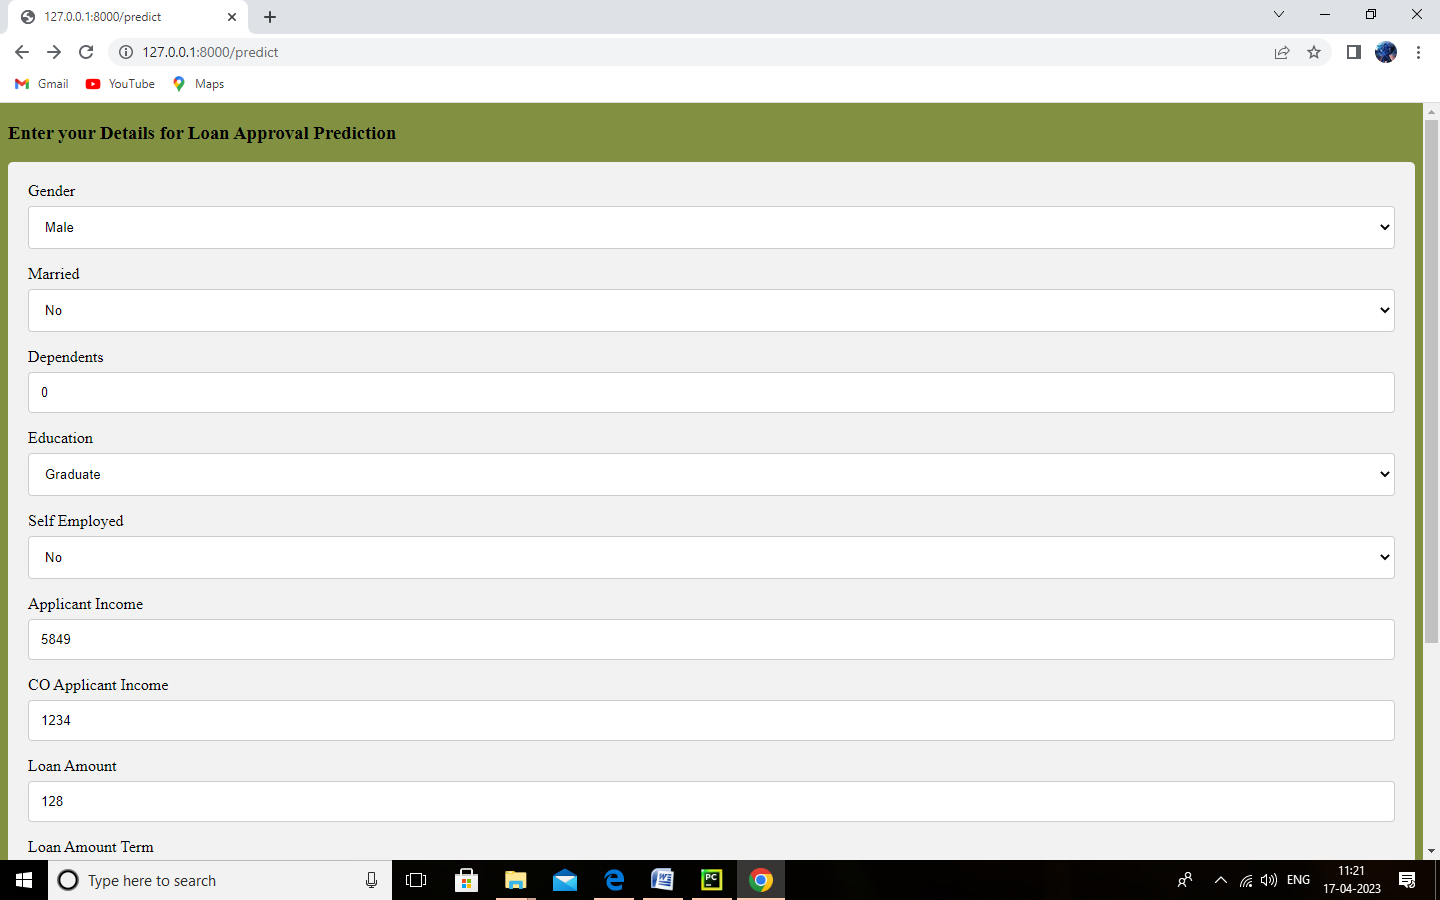 127.0.0.1:8000/predict
127.0.0.1:8000/predict
Gmail YouTube Maps
Enter your Details for Loan Approval Prediction
Gender
Male
Married
No
Dependents
0
Education
Graduate
Self Employed
No
Applicant Income
5849
CO Applicant Income
1234
Loan Amount
128
Loan Amount Term
Type here to search
W
PC
ENG
11:21
17-04-2023